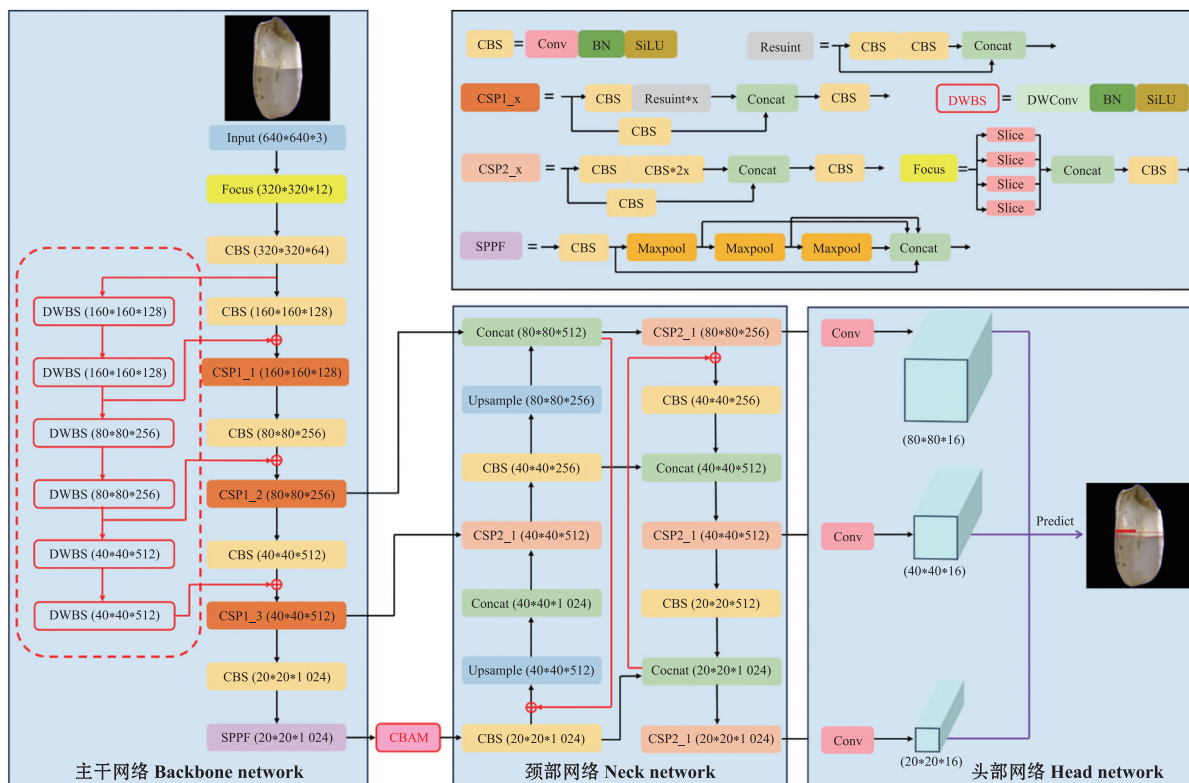 Input (640*640*3)
Focus (320*320*12)
CBS (320*320*64)
CBS (160*160*128)
CSP1_1 (160*160*128)
CBS (80*80*256)
CSP1_2 (80*80*256)
CBS (40*40*512)
CSP1_3 (40*40*512)
CBS (20*20*1 024)
SPPF (20*20*1 024)
DWBS (160*160*128)
DWBS (160*160*128)
DWBS (80*80*256)
DWBS (80*80*256)
DWBS (40*40*512)
DWBS (40*40*512)
主干网络 Backbone network
CBAM
CBS = Conv BN SiLU
Resuint = CBS CBS Concat
CSP1_x = CBS Resuint*x Concat CBS
CBS
DWBS = DWConv BN SiLU
CSP2_x = CBS CBS*2x Concat CBS
CBS
Focus = Slice Slice Slice Slice Concat CBS
SPPF = CBS Maxpool Maxpool Maxpool Concat
Concat (80*80*512)
Upsample (80*80*256)
CBS (40*40*256)
CSP2_1 (40*40*512)
Concat (40*40*1 024)
Upsample (40*40*512)
CBS (20*20*1 024)
CSP2_1 (80*80*256)
CBS (40*40*256)
Concat (40*40*512)
CSP2_1 (40*40*512)
CBS (20*20*512)
Cocnat (20*20*1 024)
CSP2_1 (20*20*1 024)
颈部网络 Neck network
Conv
(80*80*16)
Conv
(40*40*16)
Conv
(20*20*16)
Predict
头部网络 Head network